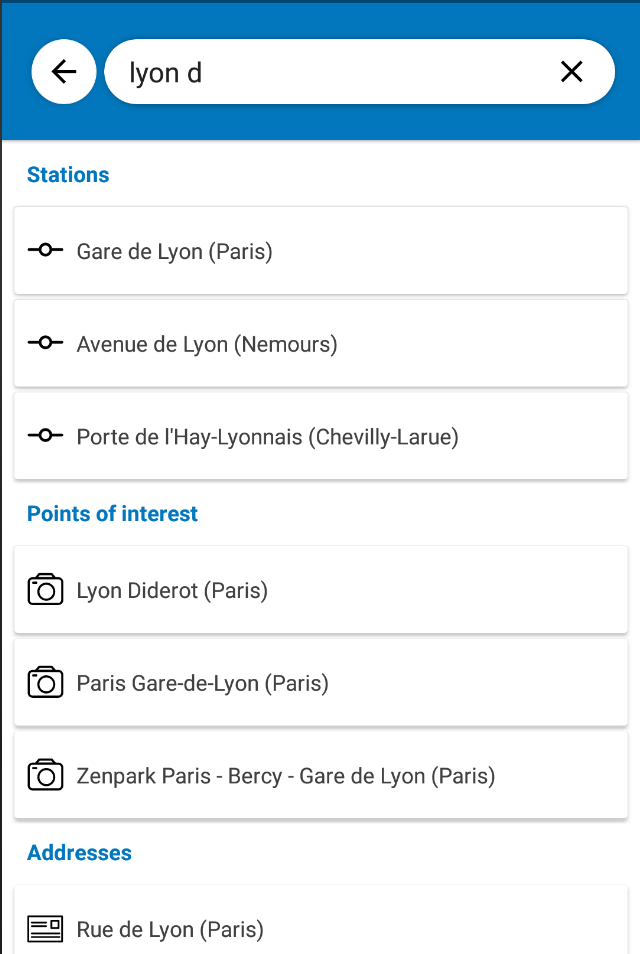 lyon d
Stations
Gare de Lyon (Paris)
Avenue de Lyon (Nemours)
Porte de l'Hay-Lyonnais (Chevilly-Larue)
Points of interest
Lyon Diderot (Paris)
Paris Gare-de-Lyon (Paris)
Zenpark Paris - Bercy - Gare de Lyon (Paris)
Addresses
Rue de Lyon (Paris)